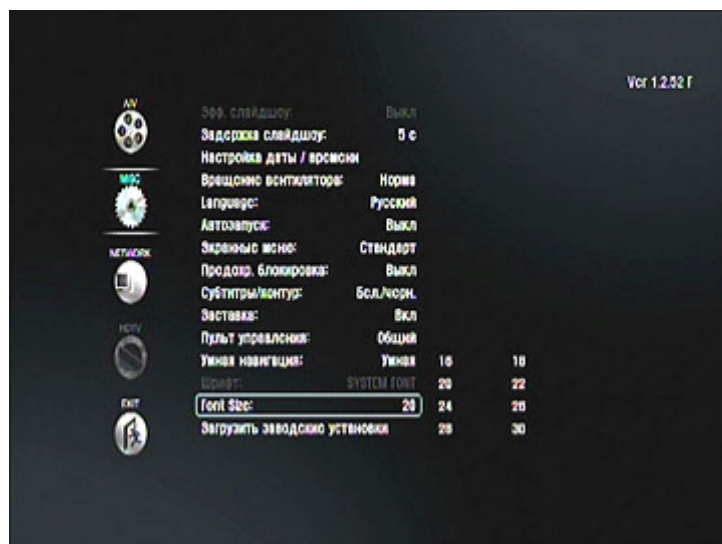 Ver 1.2.52 F
A/V
MISC
NETWORK
HDTV
EXIT
Эфф. слайдшоу: Выкл
Задержка слайдшоу: 5 с
Настройка даты / времени
Вращение вентилятора: Норма
Language: Русский
Автозапуск: Выкл
Экранные меню: Стандарт
Предохр. блокировка: Выкл
Субтитры/контур: Бел./черн.
Заставка: Вкл
Пульт управления: Общий
Умная навигация: Умная 16 18
Шрифт: SYSTEM FONT 20 22
Font Size: 20 24 26
Загрузить заводские установки 28 30